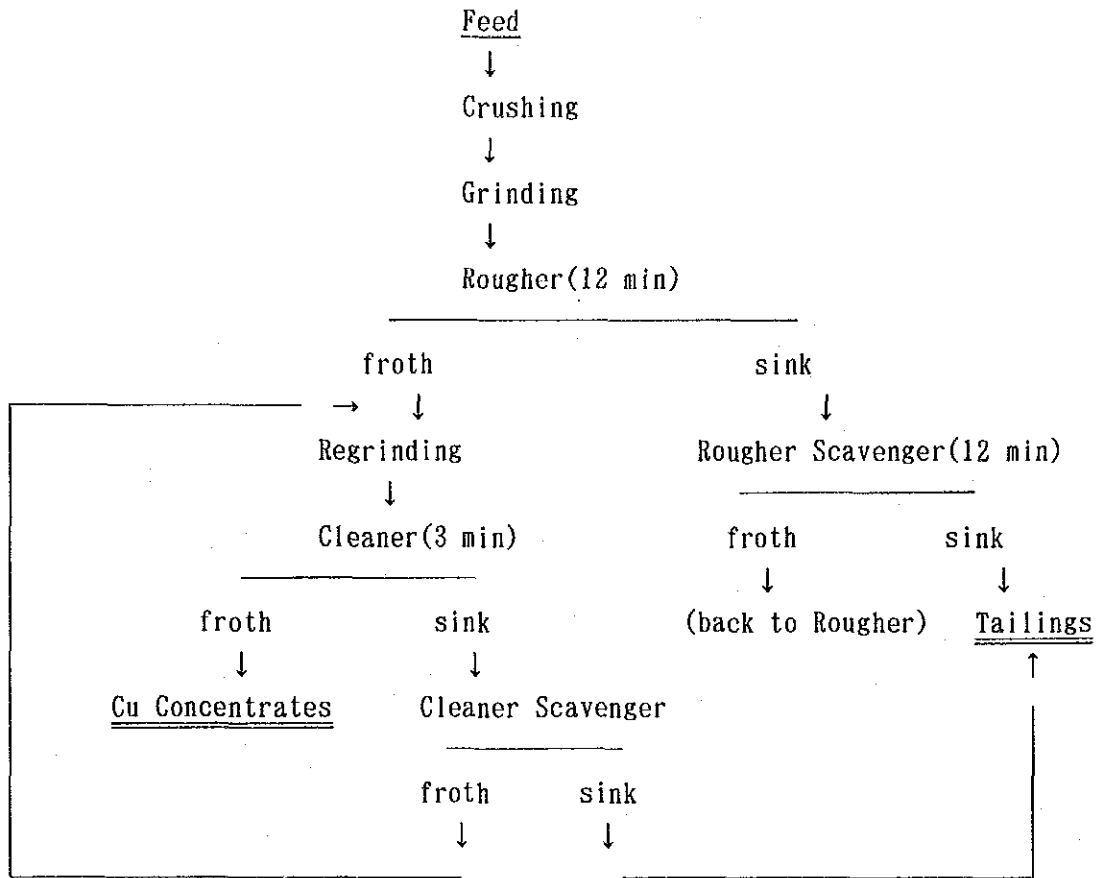 Feed
↓
Crushing
↓
Grinding
↓
Rougher(12 min)
froth sink
→ ↓ ↓
Regrinding Rougher Scavenger(12 min)
↓
Cleaner(3 min) froth sink
↓ ↓
froth sink (back to Rougher) Tailings
↓ ↓ ↑
Cu Concentrates Cleaner Scavenger
froth sink
↓ ↓